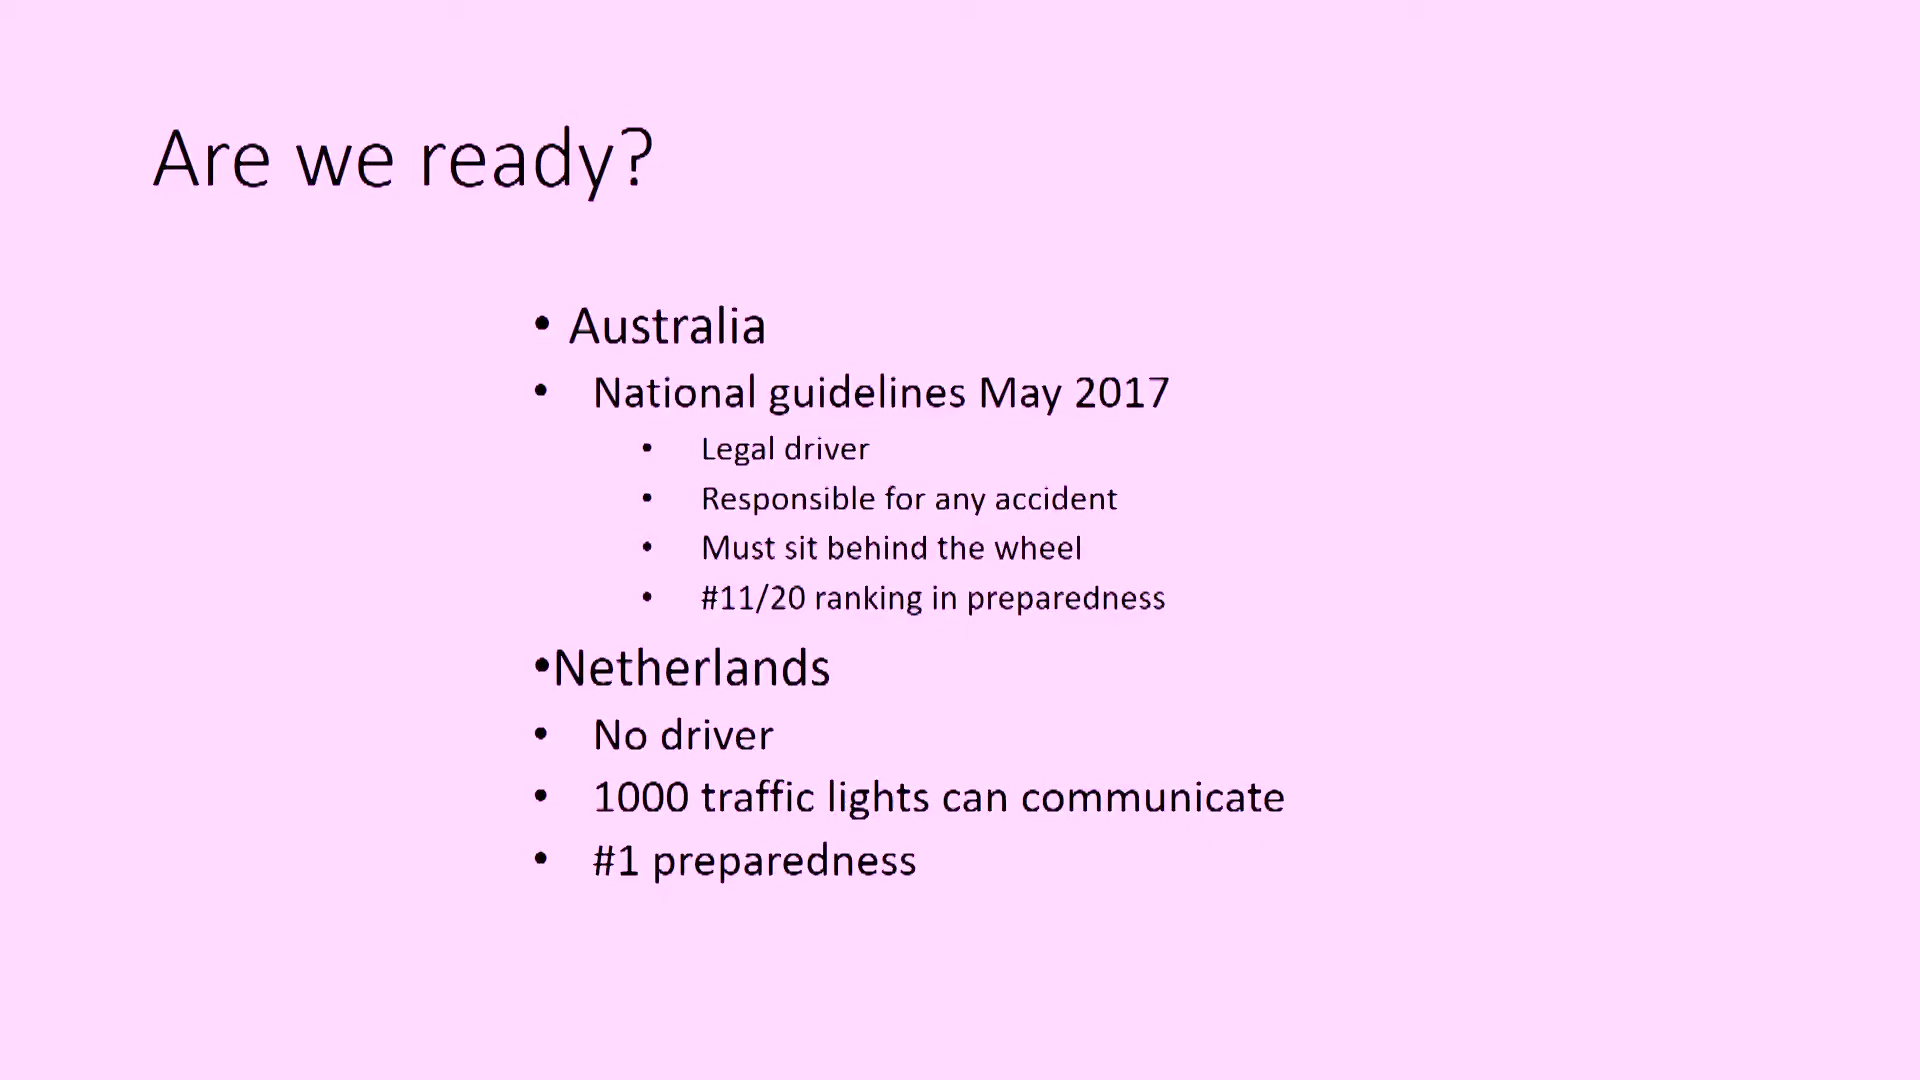 Are we ready?
• Australia
• National guidelines May 2017
• Legal driver
• Responsible for any accident
• Must sit behind the wheel
• #11/20 ranking in preparedness
•Netherlands
• No driver
• 1000 traffic lights can communicate
• #1 preparedness